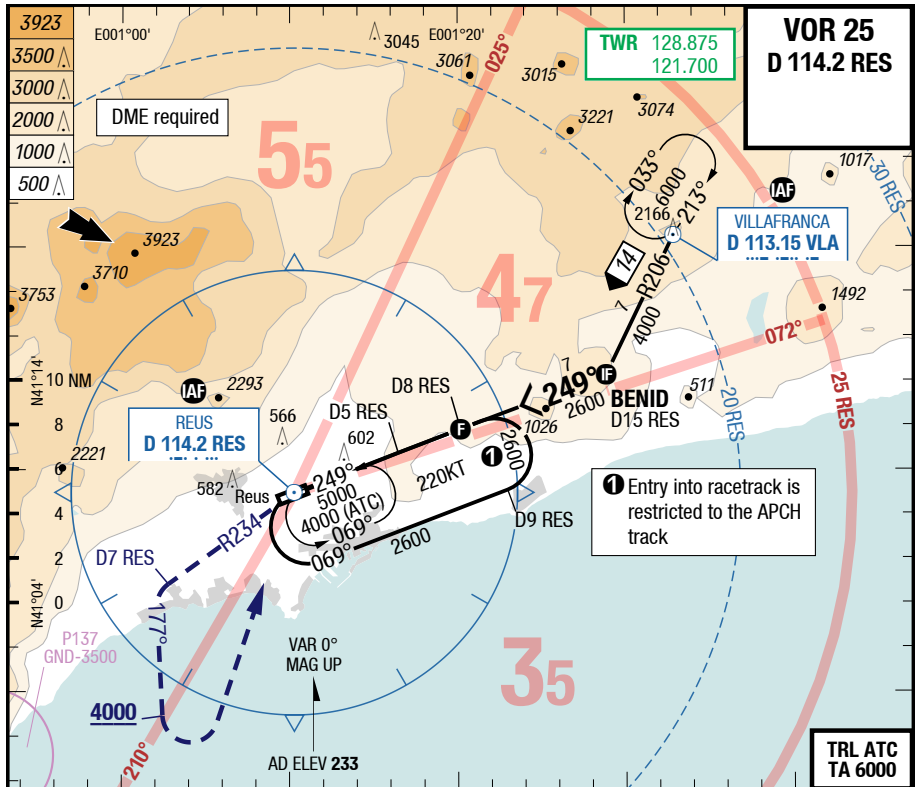 3923
3500
3000
2000
1000
500
E001°00'
E001°20'
3045
3061
025°
3015
3074
3221
TWR 128.875
121.700
VOR 25
D 114.2 RES
DME required
55
1017
30 RES
033°
6000
213°
2166
IAF
VILLAFRANCA
D 113.15 VLA
3923
3710
3753
47
14
R206
7
4000
1492
072°
N41°14'
10 NM
8
6
4
2
0
N41°04'
IAF
2293
REUS
D 114.2 RES
566
D5 RES
D8 RES
7
249°
2600
IF
BENID
D15 RES
511
20 RES
25 RES
1026
F
602
2221
582
Reus
249°
5000
4000 (ATC)
069°
069°
220KT
1
2600
2600
D9 RES
1 Entry into racetrack is
restricted to the APCH
track
R234
D7 RES
177°
P137
GND-3500
VAR 0°
MAG UP
35
4000
210°
AD ELEV 233
TRL ATC
TA 6000